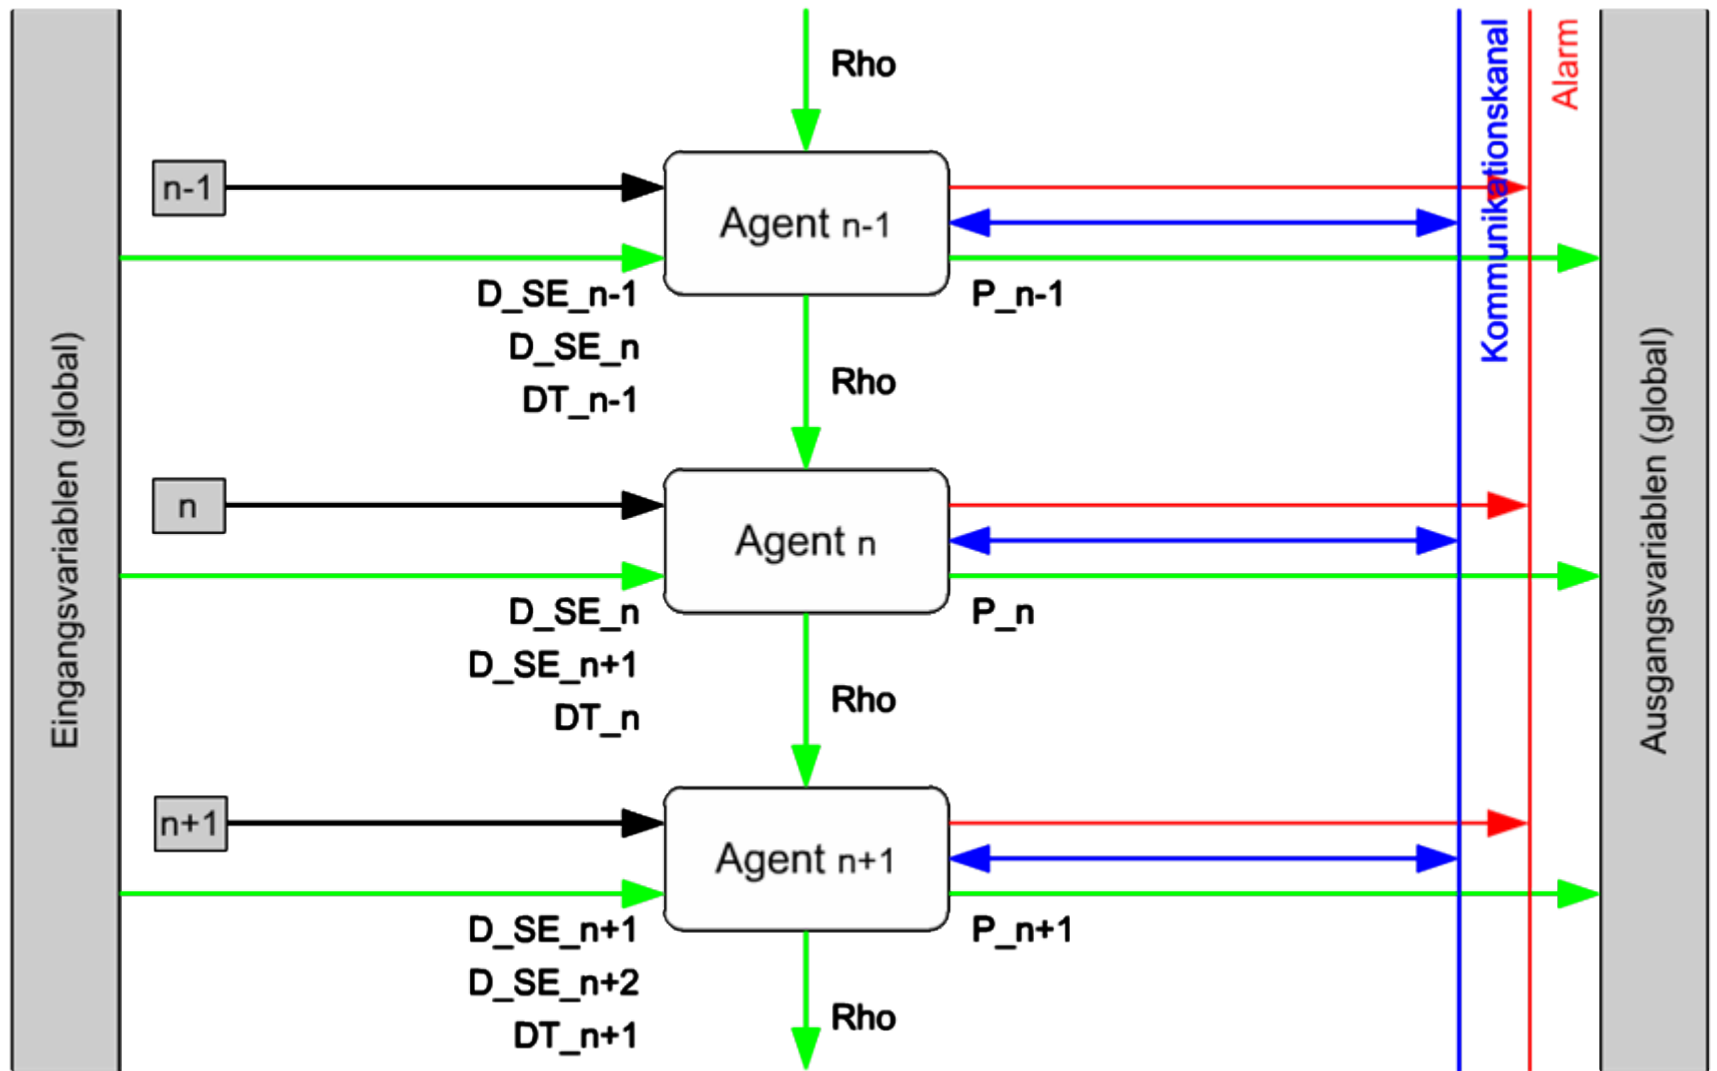 Rho
Kommunikationskanal
Alarm
n-1
Agent n-1
D_SE_n-1
P_n-1
D_SE_n
DT_n-1
Rho
Eingangsvariablen (global)
Ausgangsvariablen (global)
n
Agent n
D_SE_n
P_n
D_SE_n+1
DT_n
Rho
n+1
Agent n+1
D_SE_n+1
P_n+1
D_SE_n+2
DT_n+1
Rho